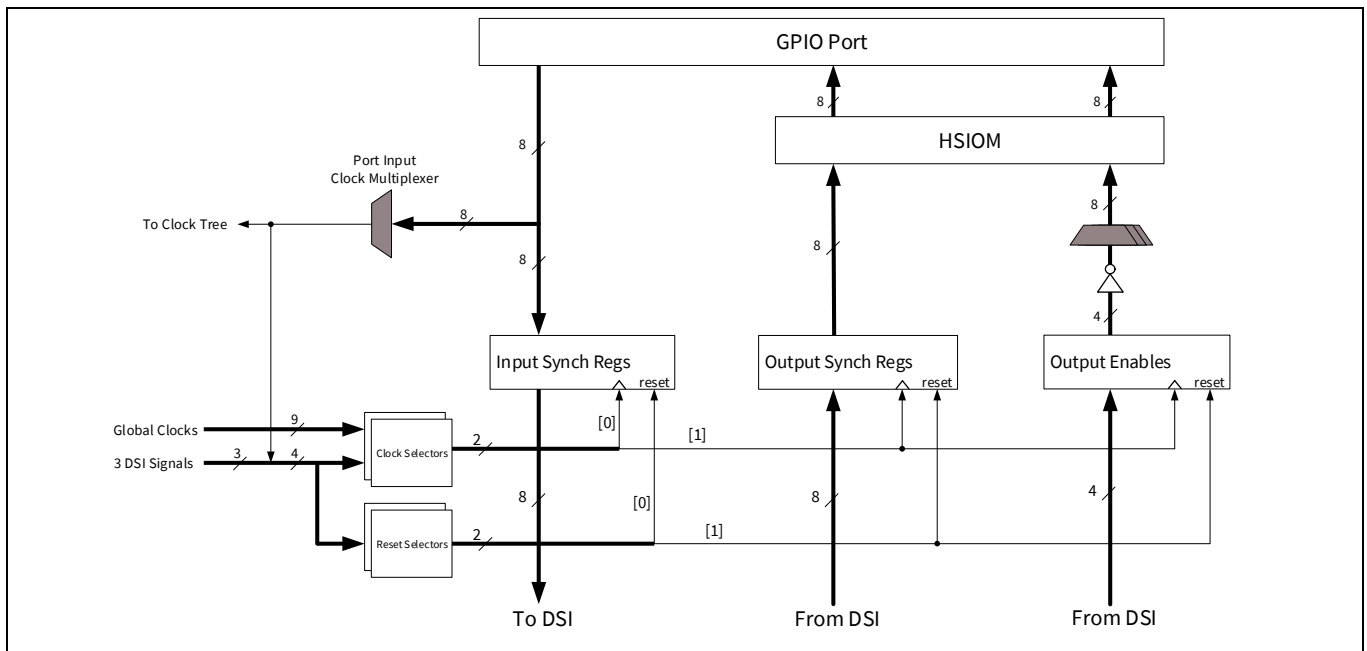 GPIO Port
8
8
HSIOM
8
Port Input
Clock Multiplexer
8
8
To Clock Tree
8
8
8
4
Input Synch Regs
Output Synch Regs
Output Enables
reset
reset
reset
[0]
Global Clocks
9
[1]
2
Clock Selectors
3 DSI Signals
3
4
8
8
4
[0]
[1]
2
Reset Selectors
To DSI
From DSI
From DSI